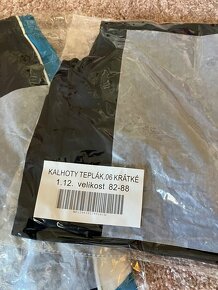 KALHOTY TEPLÁK.06 KRÁTKÉ
1.12. velikost 82-88